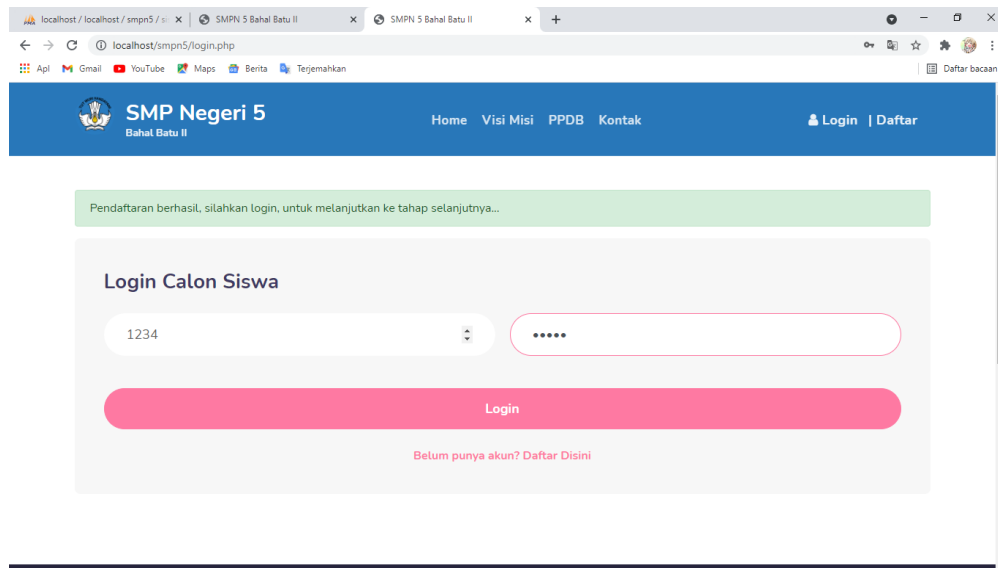 localhost / localhost / smpn5 / s
SMPN 5 Bahal Batu II
SMPN 5 Bahal Batu II
localhost/smpn5/login.php
Apl Gmail YouTube Maps Berita Terjemahkan Daftar bacaan
SMP Negeri 5
Bahal Batu II
Home Visi Misi PPDB Kontak
Login | Daftar
Pendaftaran berhasil, silahkan login, untuk melanjutkan ke tahap selanjutnya...
Login Calon Siswa
1234
•••••
Login
Belum punya akun? Daftar Disini